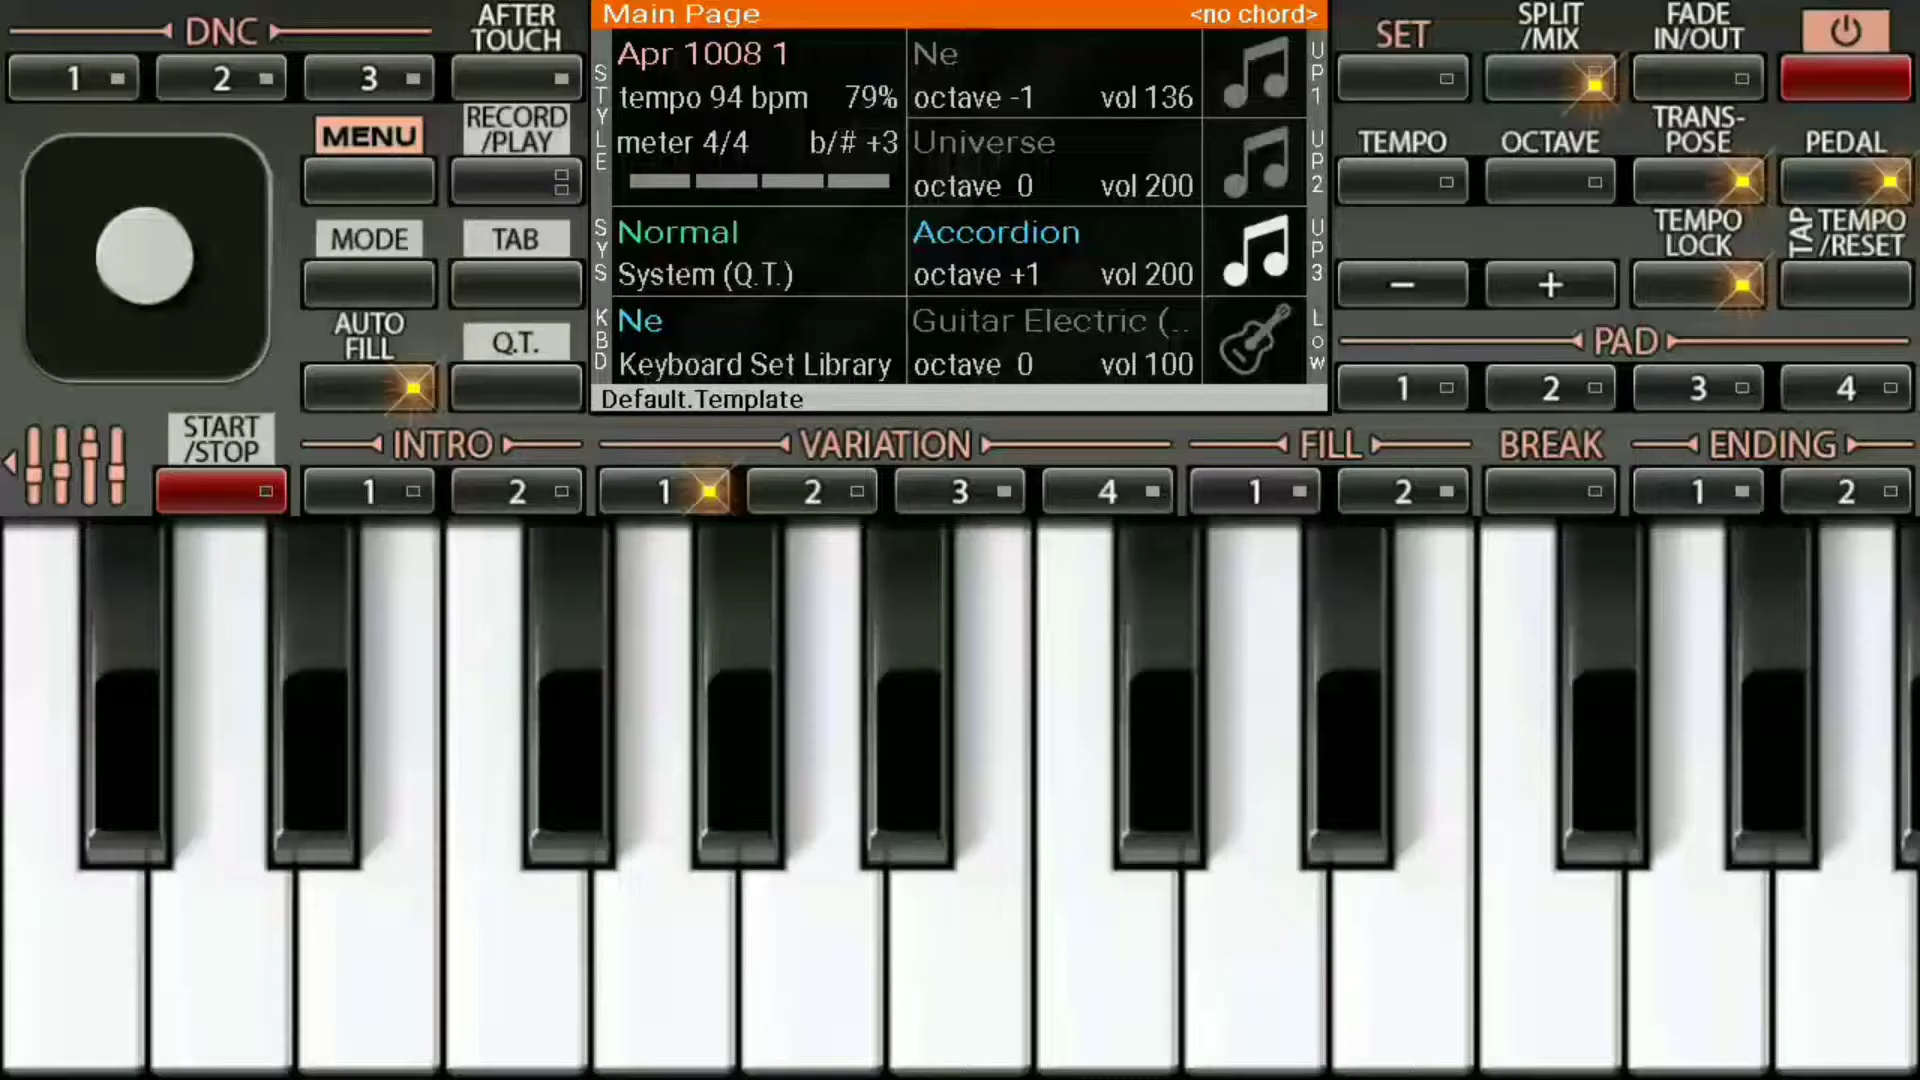 DNC
AFTER
TOUCH
1
2
3
MENU
RECORD
/PLAY
MODE
TAB
AUTO
FILL
Q.T.
START
/STOP
Main Page
<no chord>
STYLE
Apr 1008 1
tempo 94 bpm 79%
meter 4/4 b/# +3
SYS
Normal
System (Q.T.)
KBD
Ne
Keyboard Set Library
Ne
octave -1 vol 136
UP1
Universe
octave 0 vol 200
UP2
Accordion
octave +1 vol 200
UP3
Guitar Electric (..
octave 0 vol 100
Low
Default.Template
SET
SPLIT
/MIX
FADE
IN/OUT
TEMPO
OCTAVE
TRANS-
POSE
PEDAL
TEMPO
LOCK
TAP TEMPO
/RESET
−
+
PAD
1
2
3
4
INTRO
1
2
VARIATION
1
2
3
4
FILL
1
2
BREAK
ENDING
1
2